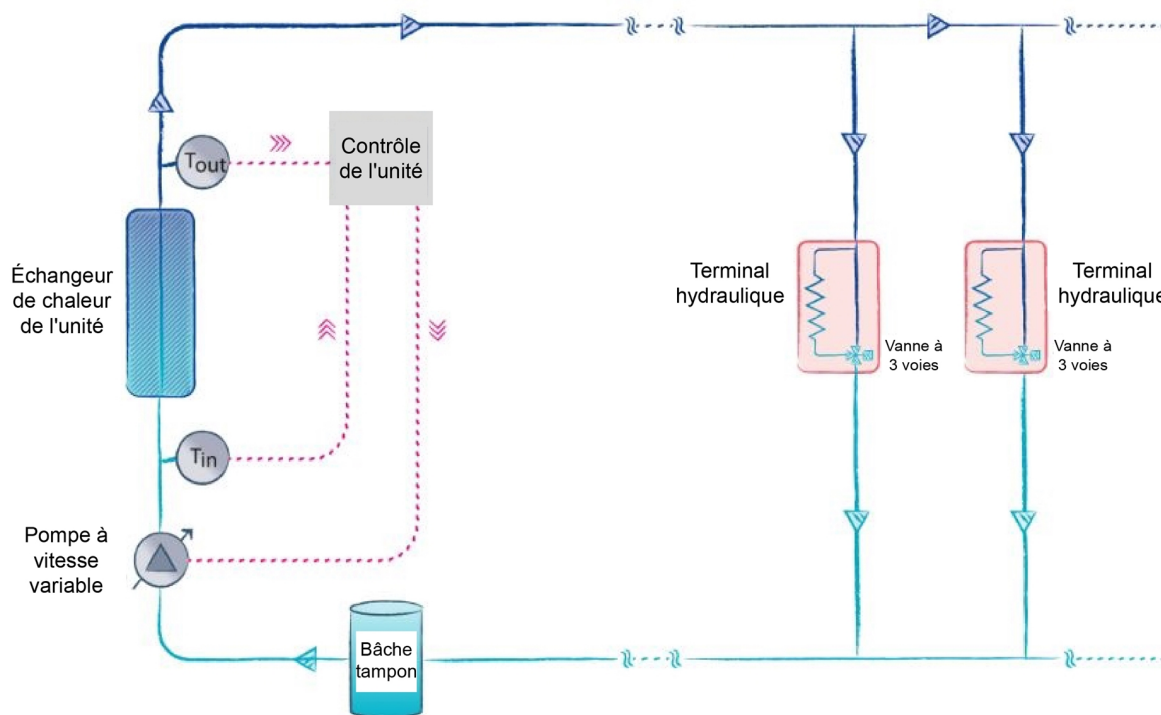 Tout
Contrôle
de l'unité
Échangeur
de chaleur
de l'unité
Terminal
hydraulique
Vanne à
3 voies
Terminal
hydraulique
Vanne à
3 voies
Tin
Pompe à
vitesse
variable
Bâche
tampon